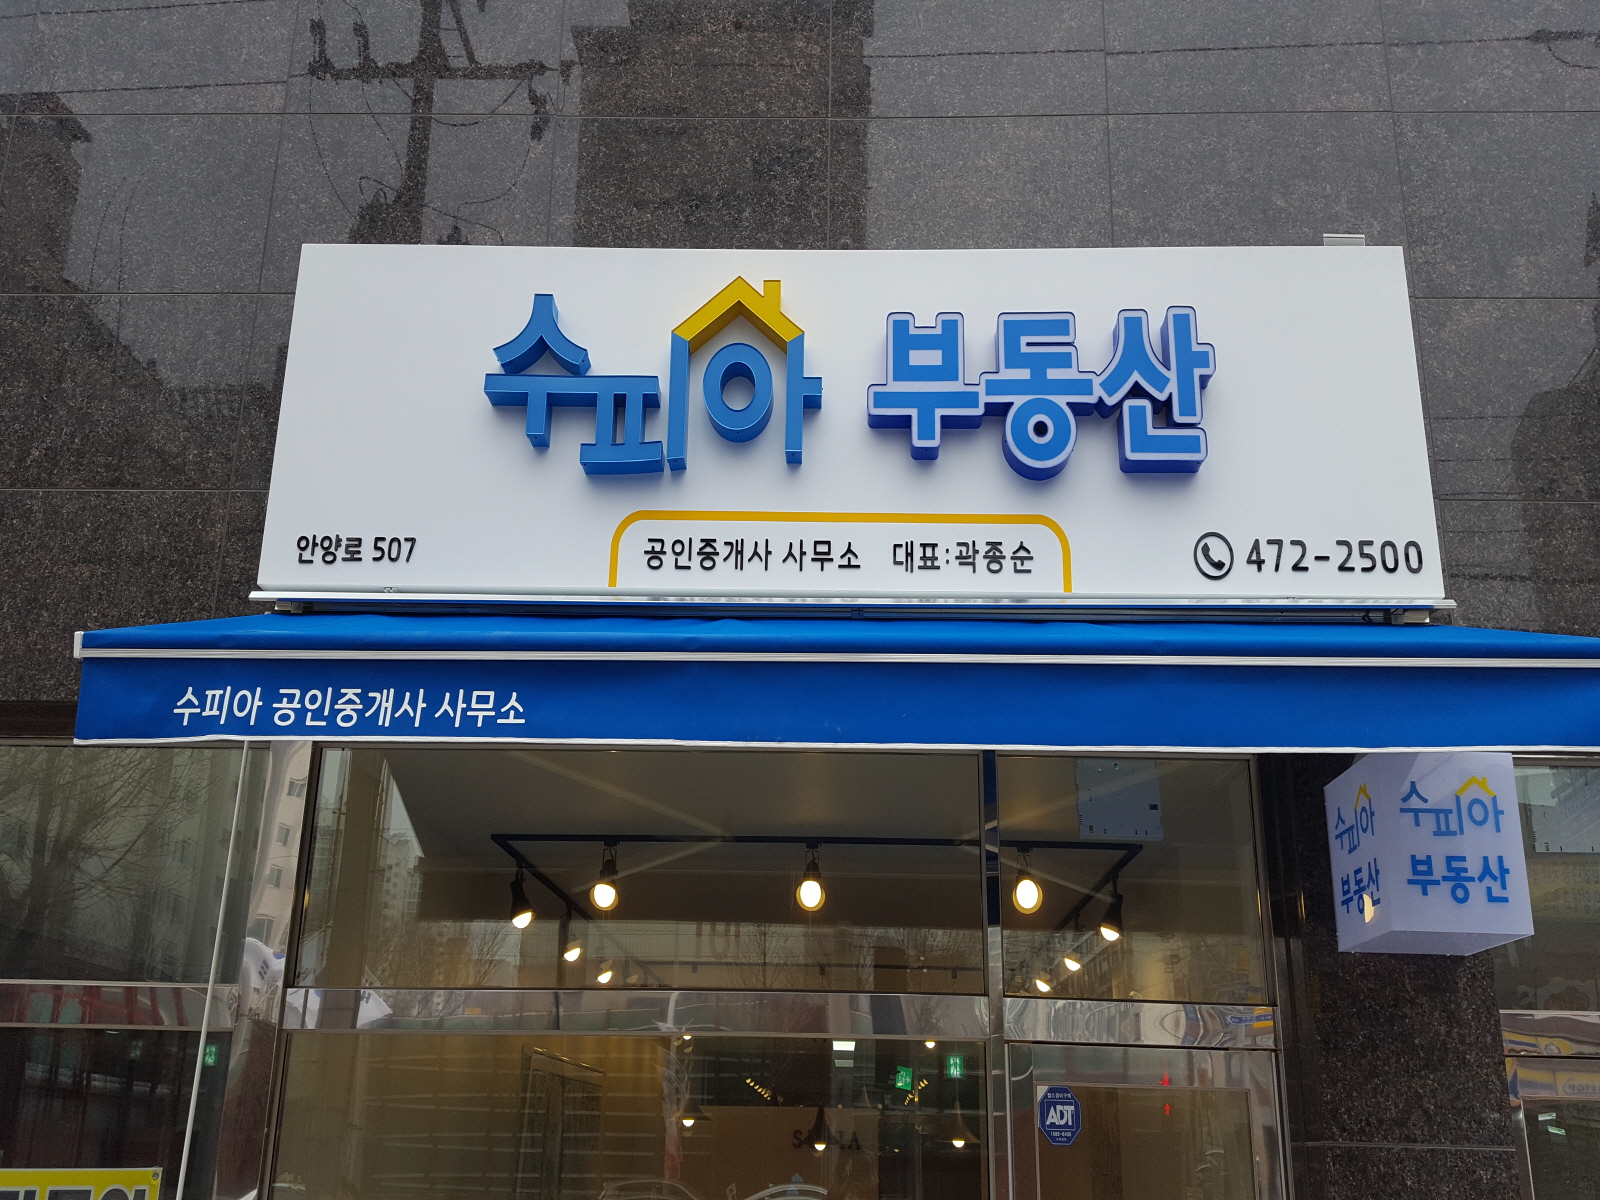 수피아 부동산
안양로 507
공인중개사 사무소 대표:곽종순
472-2500
수피아 공인중개사 사무소
수피아
부동산
수피아
부동산
ADT